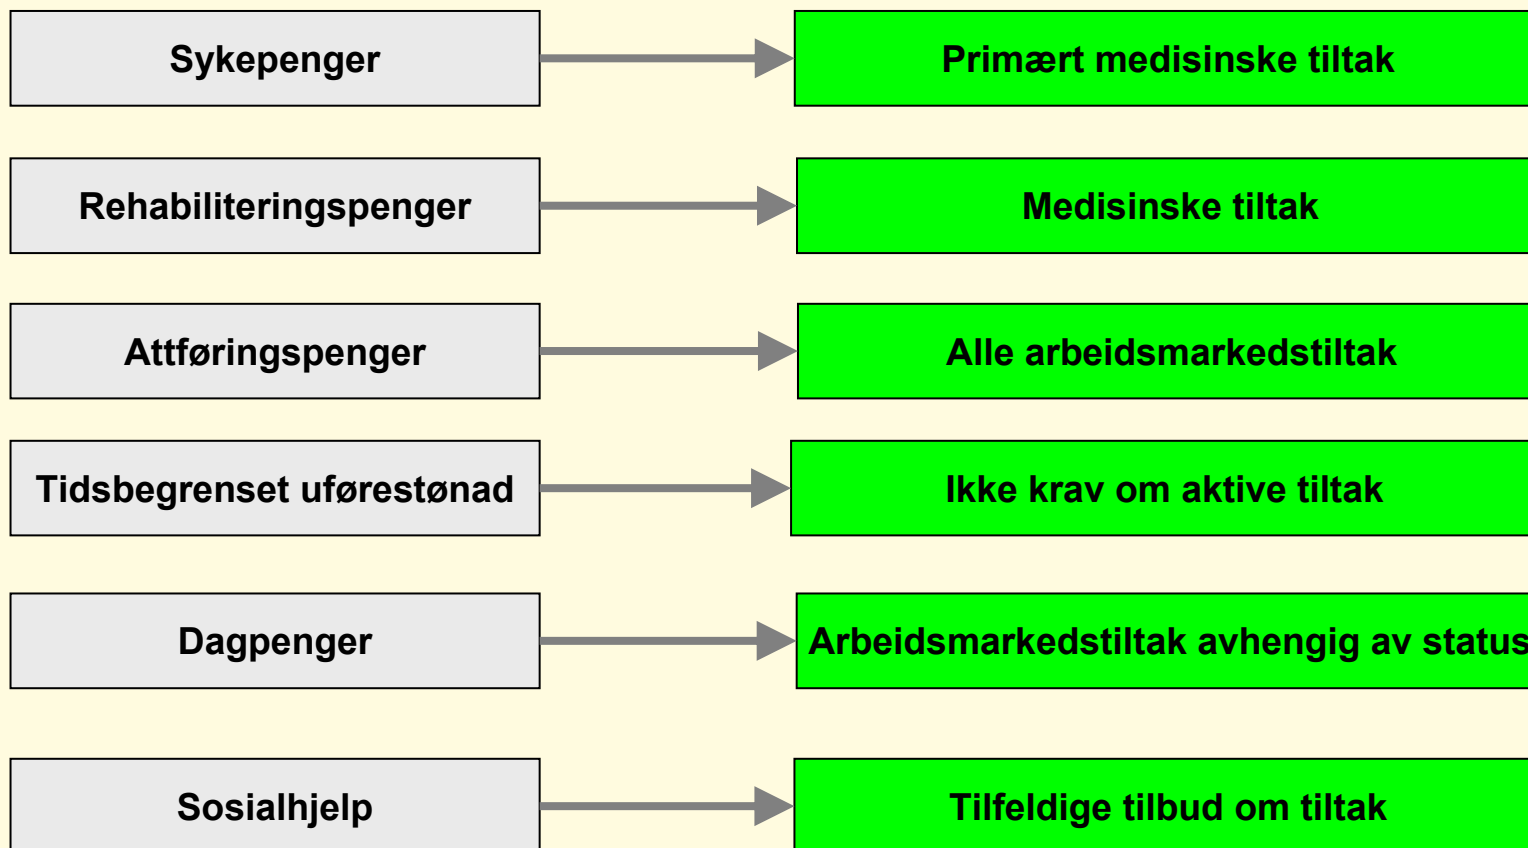 Sykepenger
Primært medisinske tiltak
Rehabiliteringspenger
Medisinske tiltak
Attføringspenger
Alle arbeidsmarkedstiltak
Tidsbegrenset uførestønad
Ikke krav om aktive tiltak
Dagpenger
Arbeidsmarkedstiltak avhengig av status
Sosialhjelp
Tilfeldige tilbud om tiltak